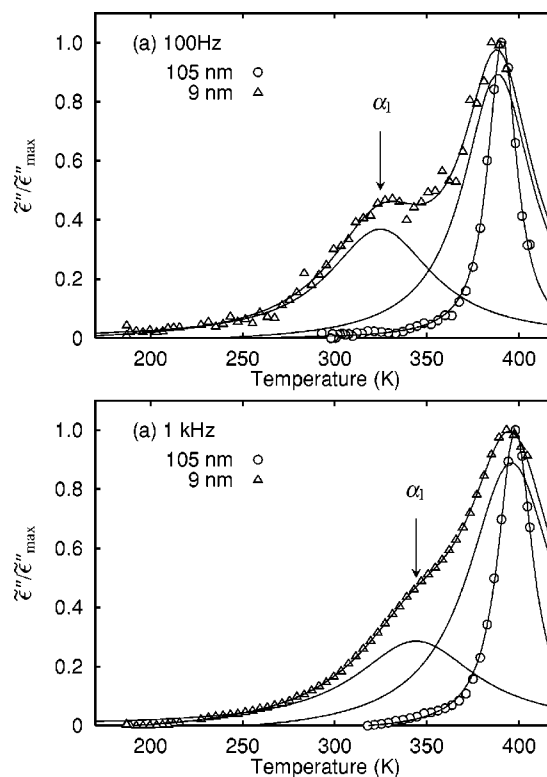 (a) 100Hz
105 nm
9 nm
α₁
1.0
0.8
0.6
0.4
0.2
0
ε̃″/ε̃″max
200 250 300 350 400
Temperature (K)
(a) 1 kHz
105 nm
9 nm
α₁
1.0
0.8
0.6
0.4
0.2
0
ε̃″/ε̃″max
200 250 300 350 400
Temperature (K)